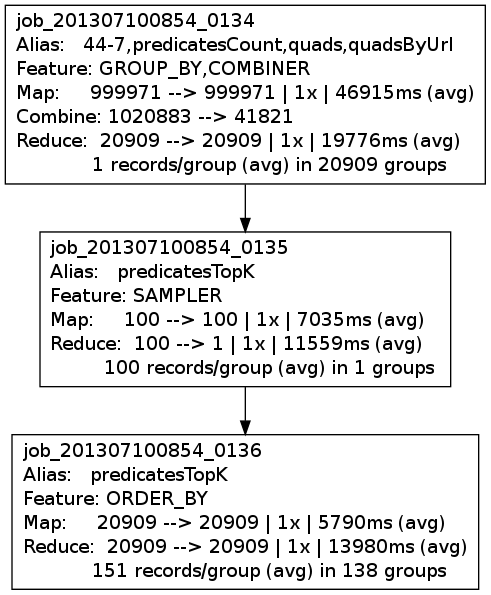 job_201307100854_0134
Alias: 44-7,predicatesCount,quads,quadsByUrl
Feature: GROUP_BY,COMBINER
Map: 999971 --> 999971 | 1x | 46915ms (avg)
Combine: 1020883 --> 41821
Reduce: 20909 --> 20909 | 1x | 19776ms (avg)
1 records/group (avg) in 20909 groups
job_201307100854_0135
Alias: predicatesTopK
Feature: SAMPLER
Map: 100 --> 100 | 1x | 7035ms (avg)
Reduce: 100 --> 1 | 1x | 11559ms (avg)
100 records/group (avg) in 1 groups
job_201307100854_0136
Alias: predicatesTopK
Feature: ORDER_BY
Map: 20909 --> 20909 | 1x | 5790ms (avg)
Reduce: 20909 --> 20909 | 1x | 13980ms (avg)
151 records/group (avg) in 138 groups